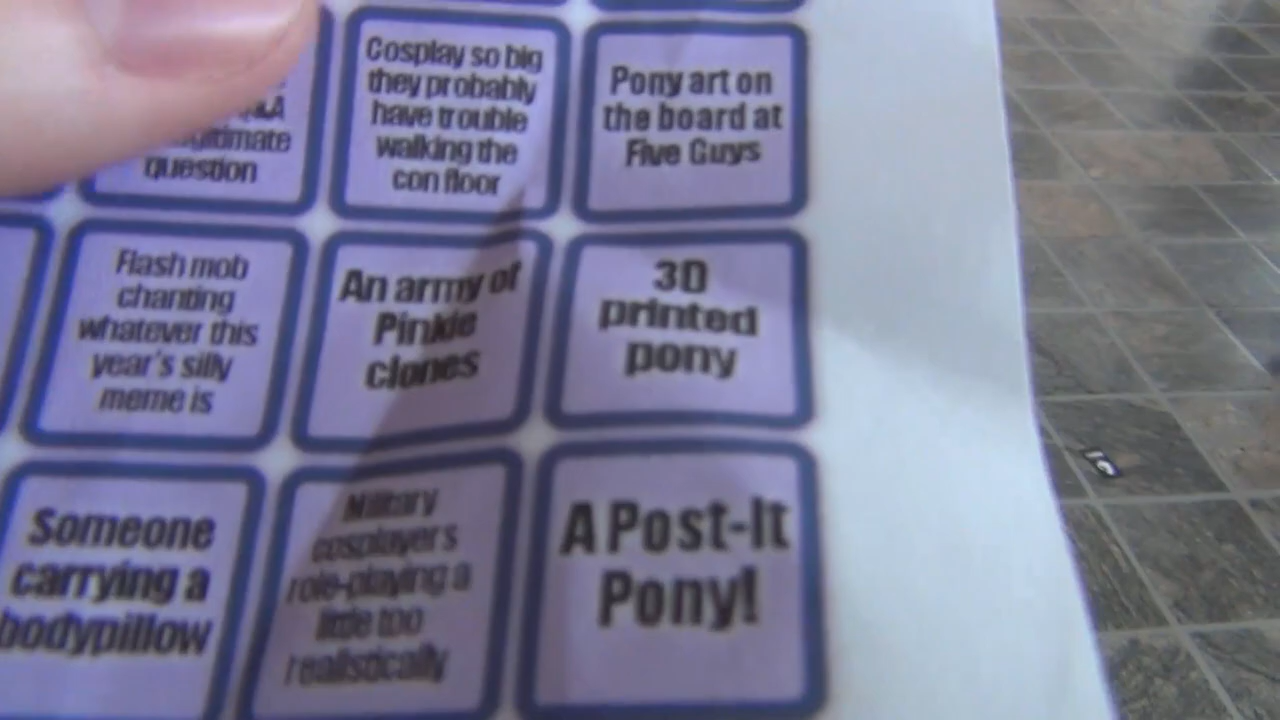 question
Cosplay so big
they probably
have trouble
walking the
con floor
Pony art on
the board at
Five Guys
Flash mob
chanting
whatever this
year's silly
meme is
An army of
Pinkie
clones
3D
printed
pony
Someone
carrying a
bodypillow
Military
cosplayers
role-playing a
little too
realistically
A Post-It
Pony!